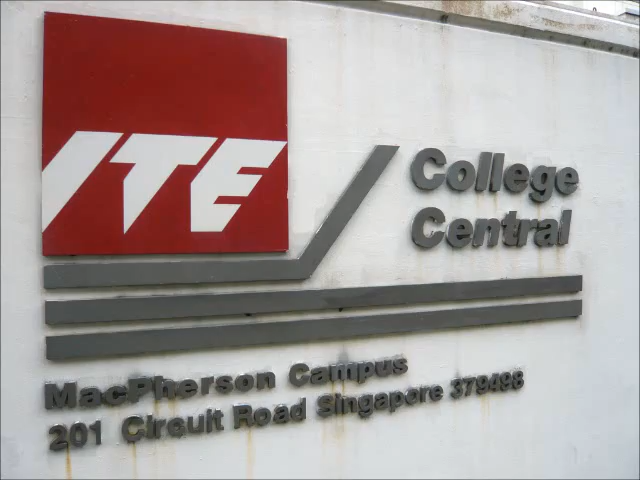 ITE
College
Central
MacPherson Campus
201 Circuit Road Singapore 379498